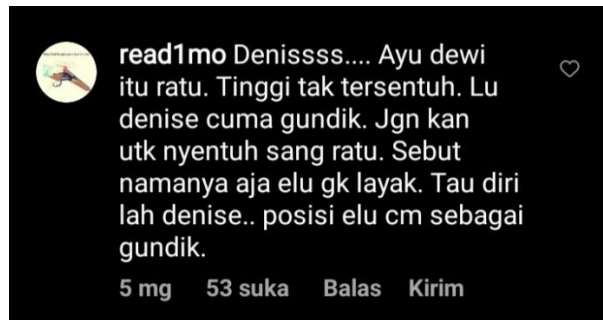 read1mo Denissss.... Ayu dewi
itu ratu. Tinggi tak tersentuh. Lu
denise cuma gundik. Jgn kan
utk nyentuh sang ratu. Sebut
namanya aja elu gk layak. Tau diri
lah denise.. posisi elu cm sebagai
gundik.
5 mg 53 suka Balas Kirim